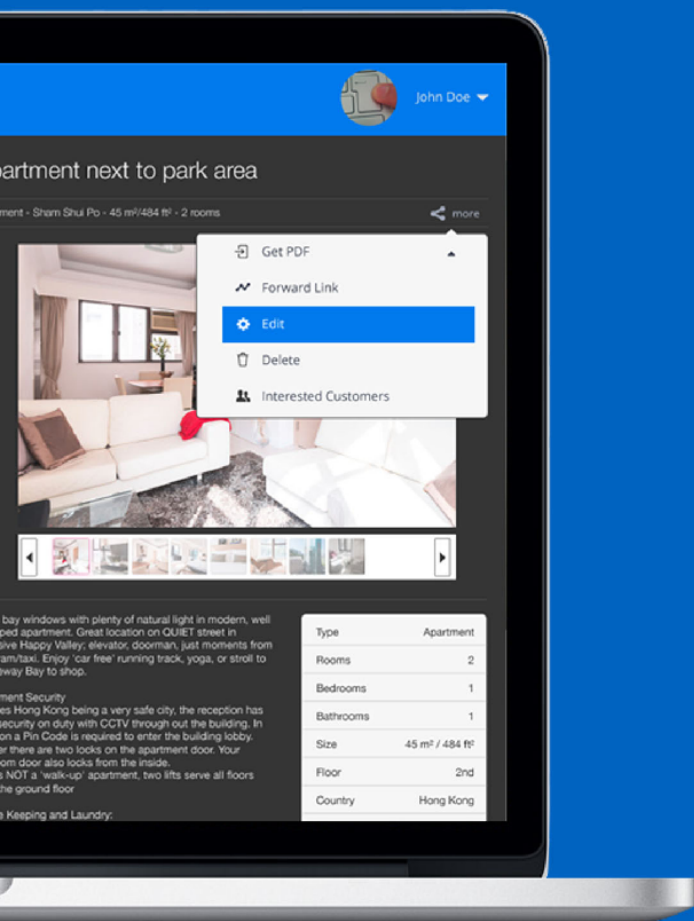 John Doe
artment next to park area
ment - Sham Shui Po - 45 m²/484 ft² - 2 rooms
more
Get PDF
Forward Link
Edit
Delete
Interested Customers
bay windows with plenty of natural light in modern, well
ped apartment. Great location on QUIET street in
sive Happy Valley; elevator, doorman, just moments from
ram/taxi. Enjoy 'car free' running track, yoga, or stroll to
eway Bay to shop.
ment Security
es Hong Kong being a very safe city, the reception has
security on duty with CCTV through out the building. In
on a Pin Code is required to enter the building lobby.
er there are two locks on the apartment door. Your
oom door also locks from the inside.
s NOT a 'walk-up' apartment, two lifts serve all floors
the ground floor
e Keeping and Laundry:
Type Apartment
Rooms 2
Bedrooms 1
Bathrooms 1
Size 45 m² / 484 ft²
Floor 2nd
Country Hong Kong